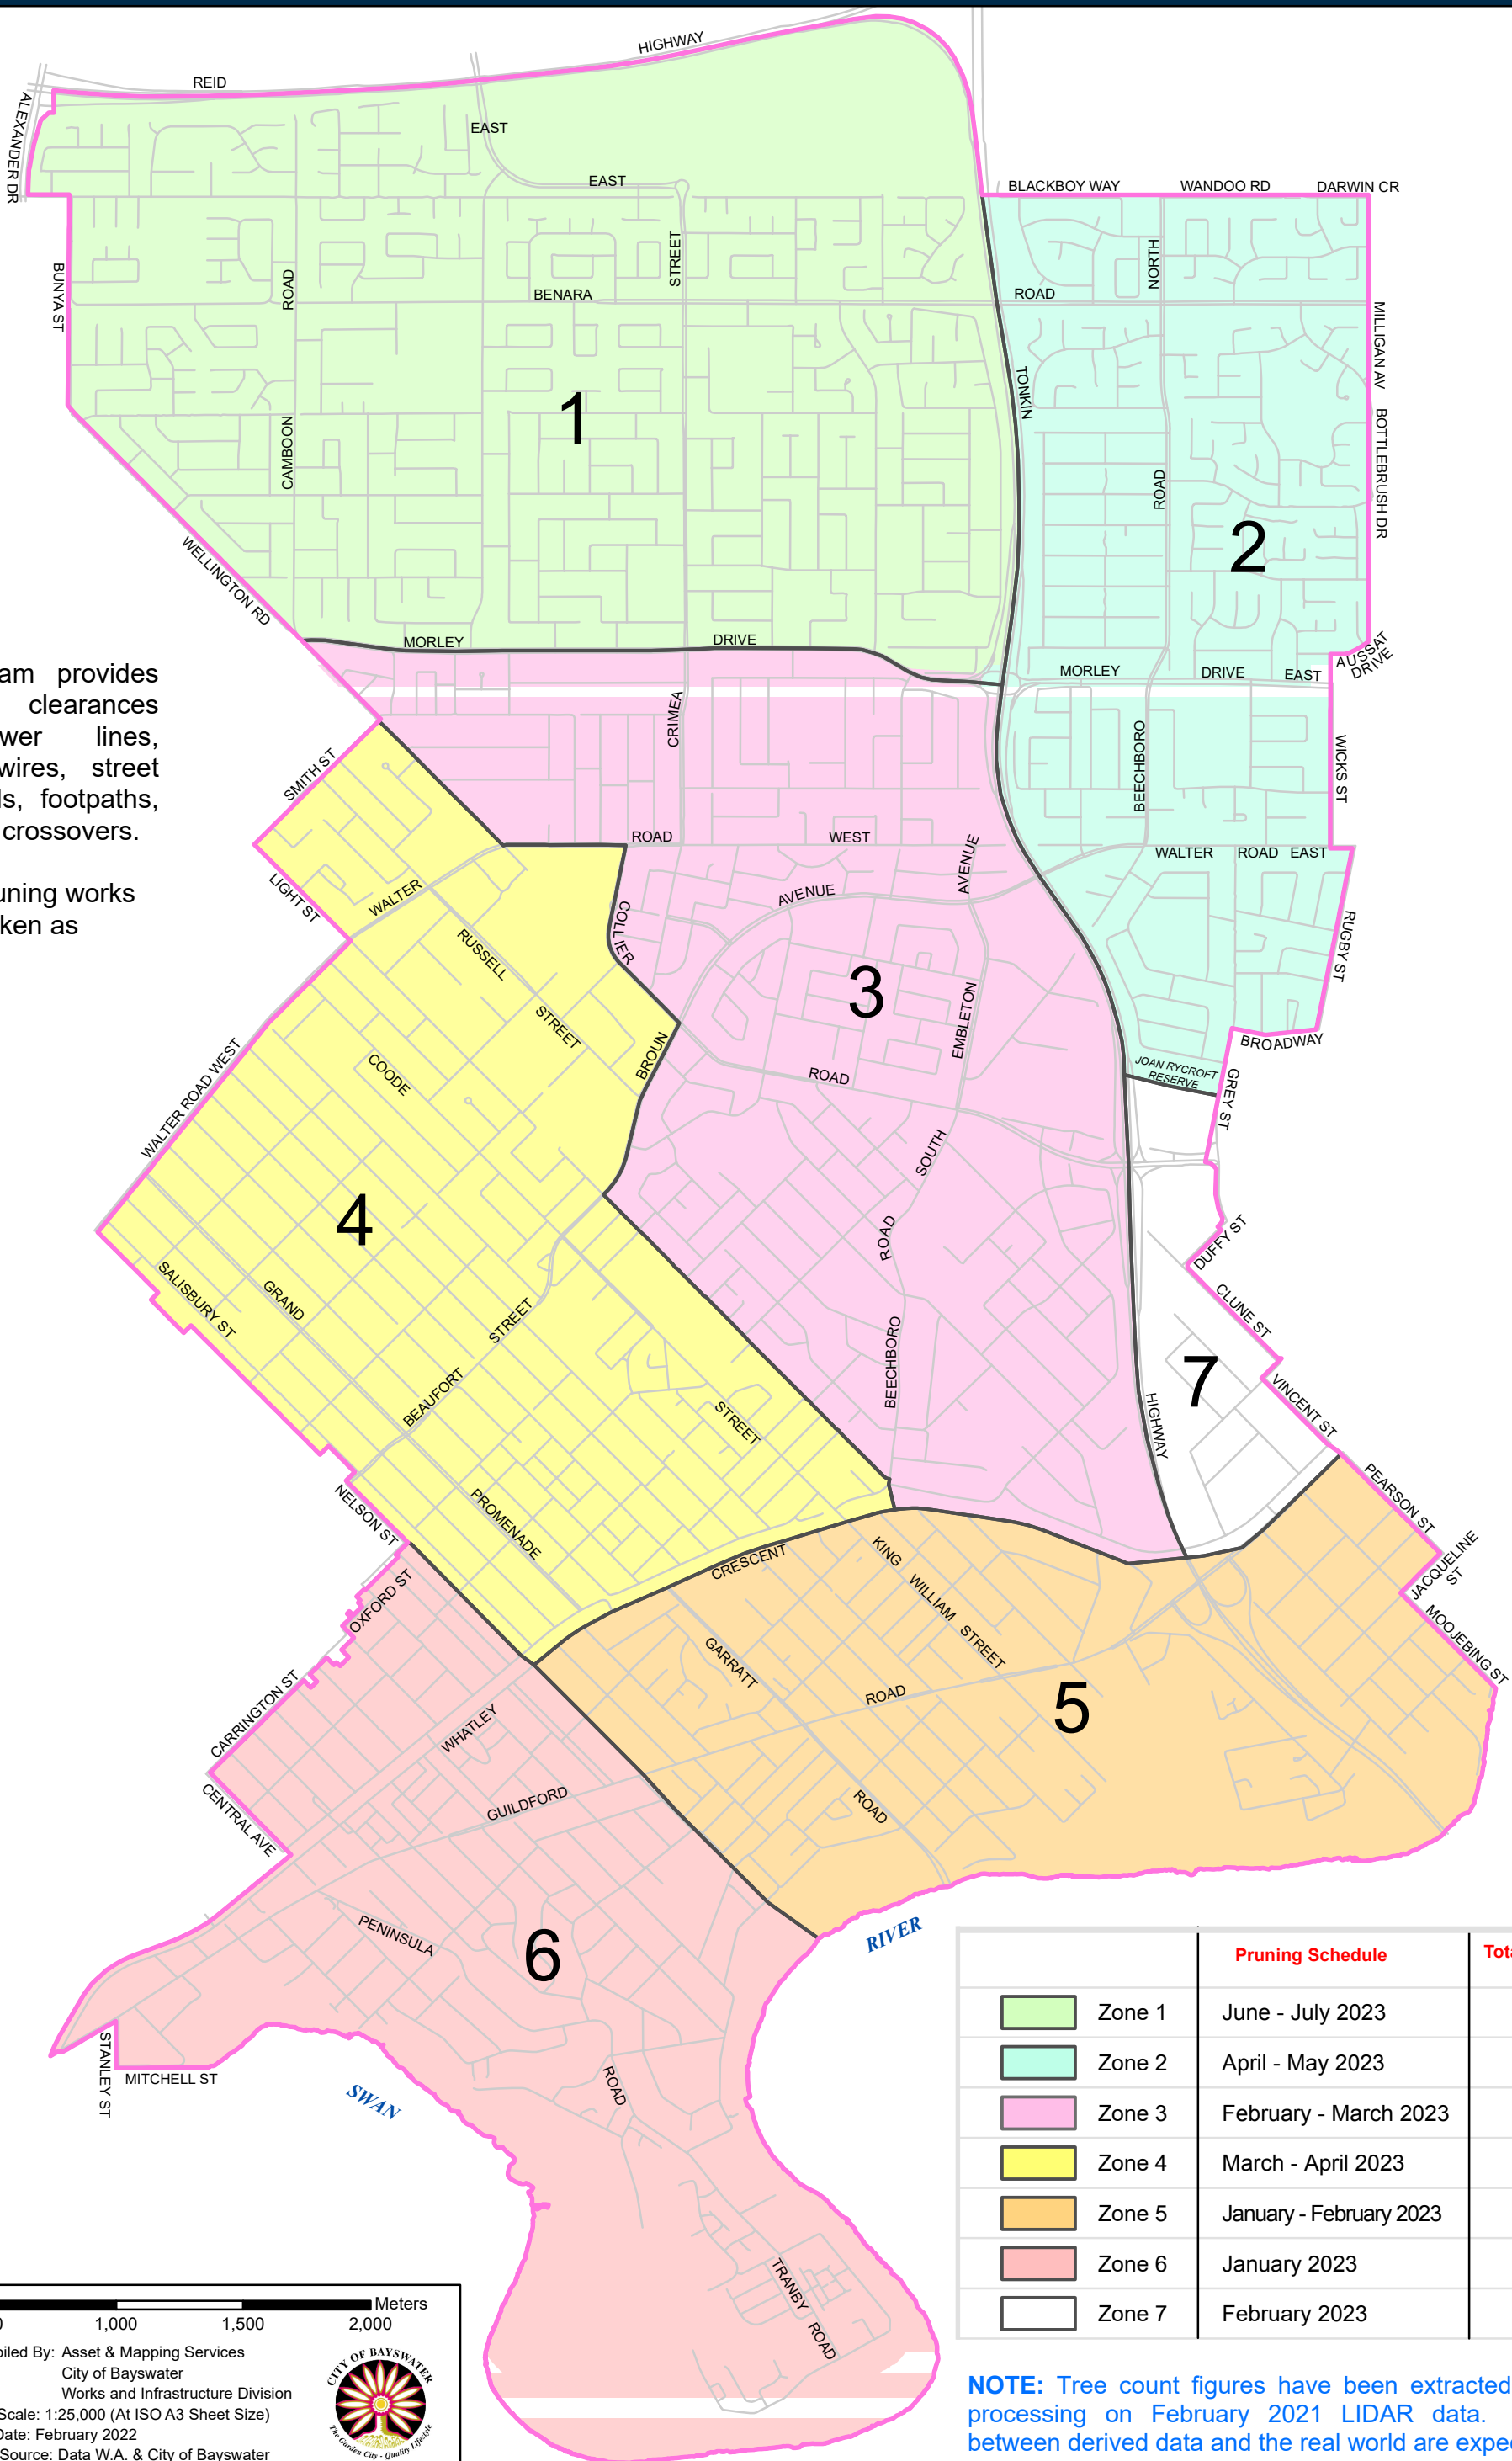 REID
HIGHWAY
ALEXANDER DR
EAST
EAST
BLACKBOY WAY
WANDOO RD
DARWIN CR
BUNYA ST
ROAD
STREET
BENARA
ROAD
NORTH
MILLIGAN AV
TONKIN
1
CAMBOON
ROAD
BOTTLEBRUSH DR
2
WELLINGTON RD
MORLEY
DRIVE
MORLEY
DRIVE
EAST
AUSSAT
DRIVE
provides
clearances
lines,
wires, street
footpaths,
crossovers.
works
as
CRIMEA
BEECHBORO
WICKS ST
SMITH ST
ROAD
WEST
AVENUE
WALTER
ROAD
EAST
LIGHT ST
WALTER
AVENUE
COLLIER
RUSSELL
STREET
3
RUGBY ST
EMBLETON
BROADWAY
BROUN
WALTER ROAD WEST
COODE
ROAD
JOAN RYCROFT
RESERVE
GREY ST
SOUTH
4
ROAD
DUFFY ST
SALISBURY ST
GRAND
STREET
BEECHBORO
CLUNE ST
7
BEAUFORT
STREET
HIGHWAY
VINCENT ST
NELSON ST
PROMENADE
PEARSON ST
CRESCENT
KING
WILLIAM
STREET
JACQUELINE
ST
OXFORD ST
MOOJEBING ST
GARRATT
ROAD
5
CARRINGTON ST
WHATLEY
CENTRAL AVE
GUILDFORD
ROAD
PENINSULA
6
RIVER
STANLEY ST
MITCHELL ST
SWAN
ROAD
TRANBY
ROAD
Pruning Schedule
Zone 1 June - July 2023
Zone 2 April - May 2023
Zone 3 February - March 2023
Zone 4 March - April 2023
Zone 5 January - February 2023
Zone 6 January 2023
Zone 7 February 2023
NOTE: Tree count figures have been extracted
processing on February 2021 LIDAR data.
between derived data and the real world are
Meters
1,000 1,500 2,000
By: Asset & Mapping Services
City of Bayswater
Works and Infrastructure Division
Scale: 1:25,000 (At ISO A3 Sheet Size)
Date: February 2022
Source: Data W.A. & City of Bayswater
CITY OF BAYSWATER
The Garden City - Quality Lifestyle